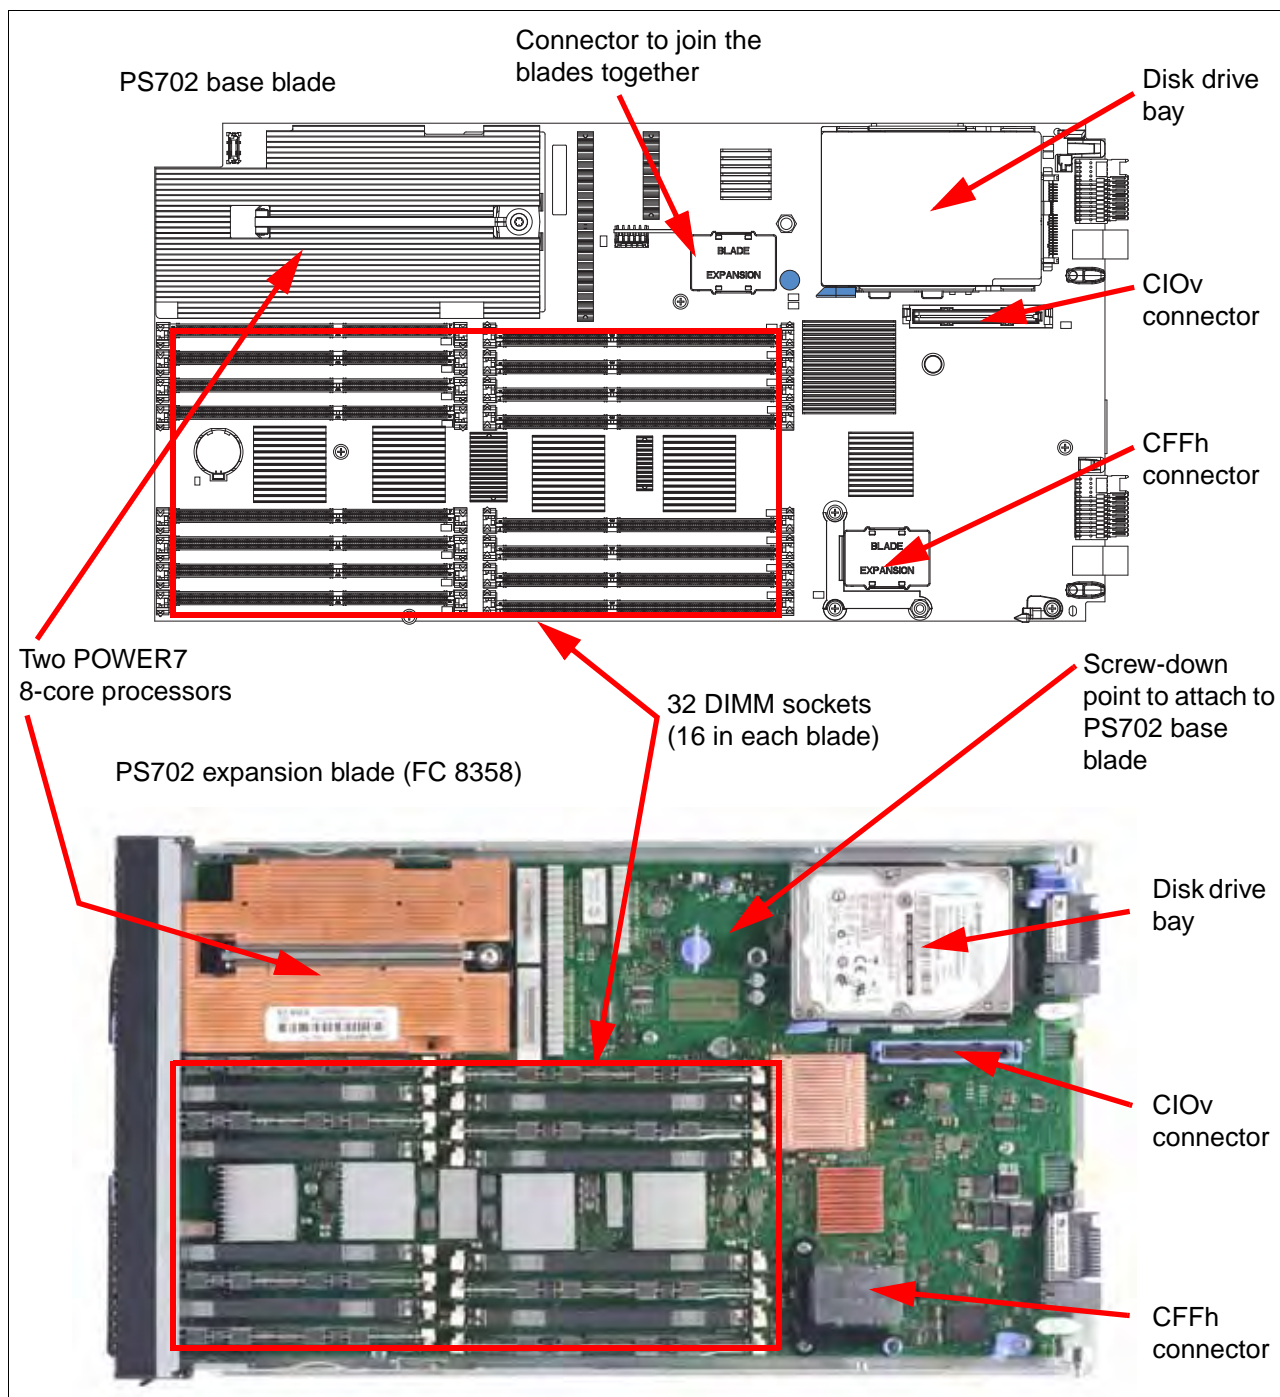 Connector to join the
blades together
PS702 base blade
Disk drive
bay
BLADE
EXPANSION
CIOv
connector
CFFh
connector
BLADE
EXPANSION
Two POWER7
8-core processors
32 DIMM sockets
(16 in each blade)
Screw-down
point to attach to
PS702 base
blade
PS702 expansion blade (FC 8358)
Disk drive
bay
CIOv
connector
CFFh
connector